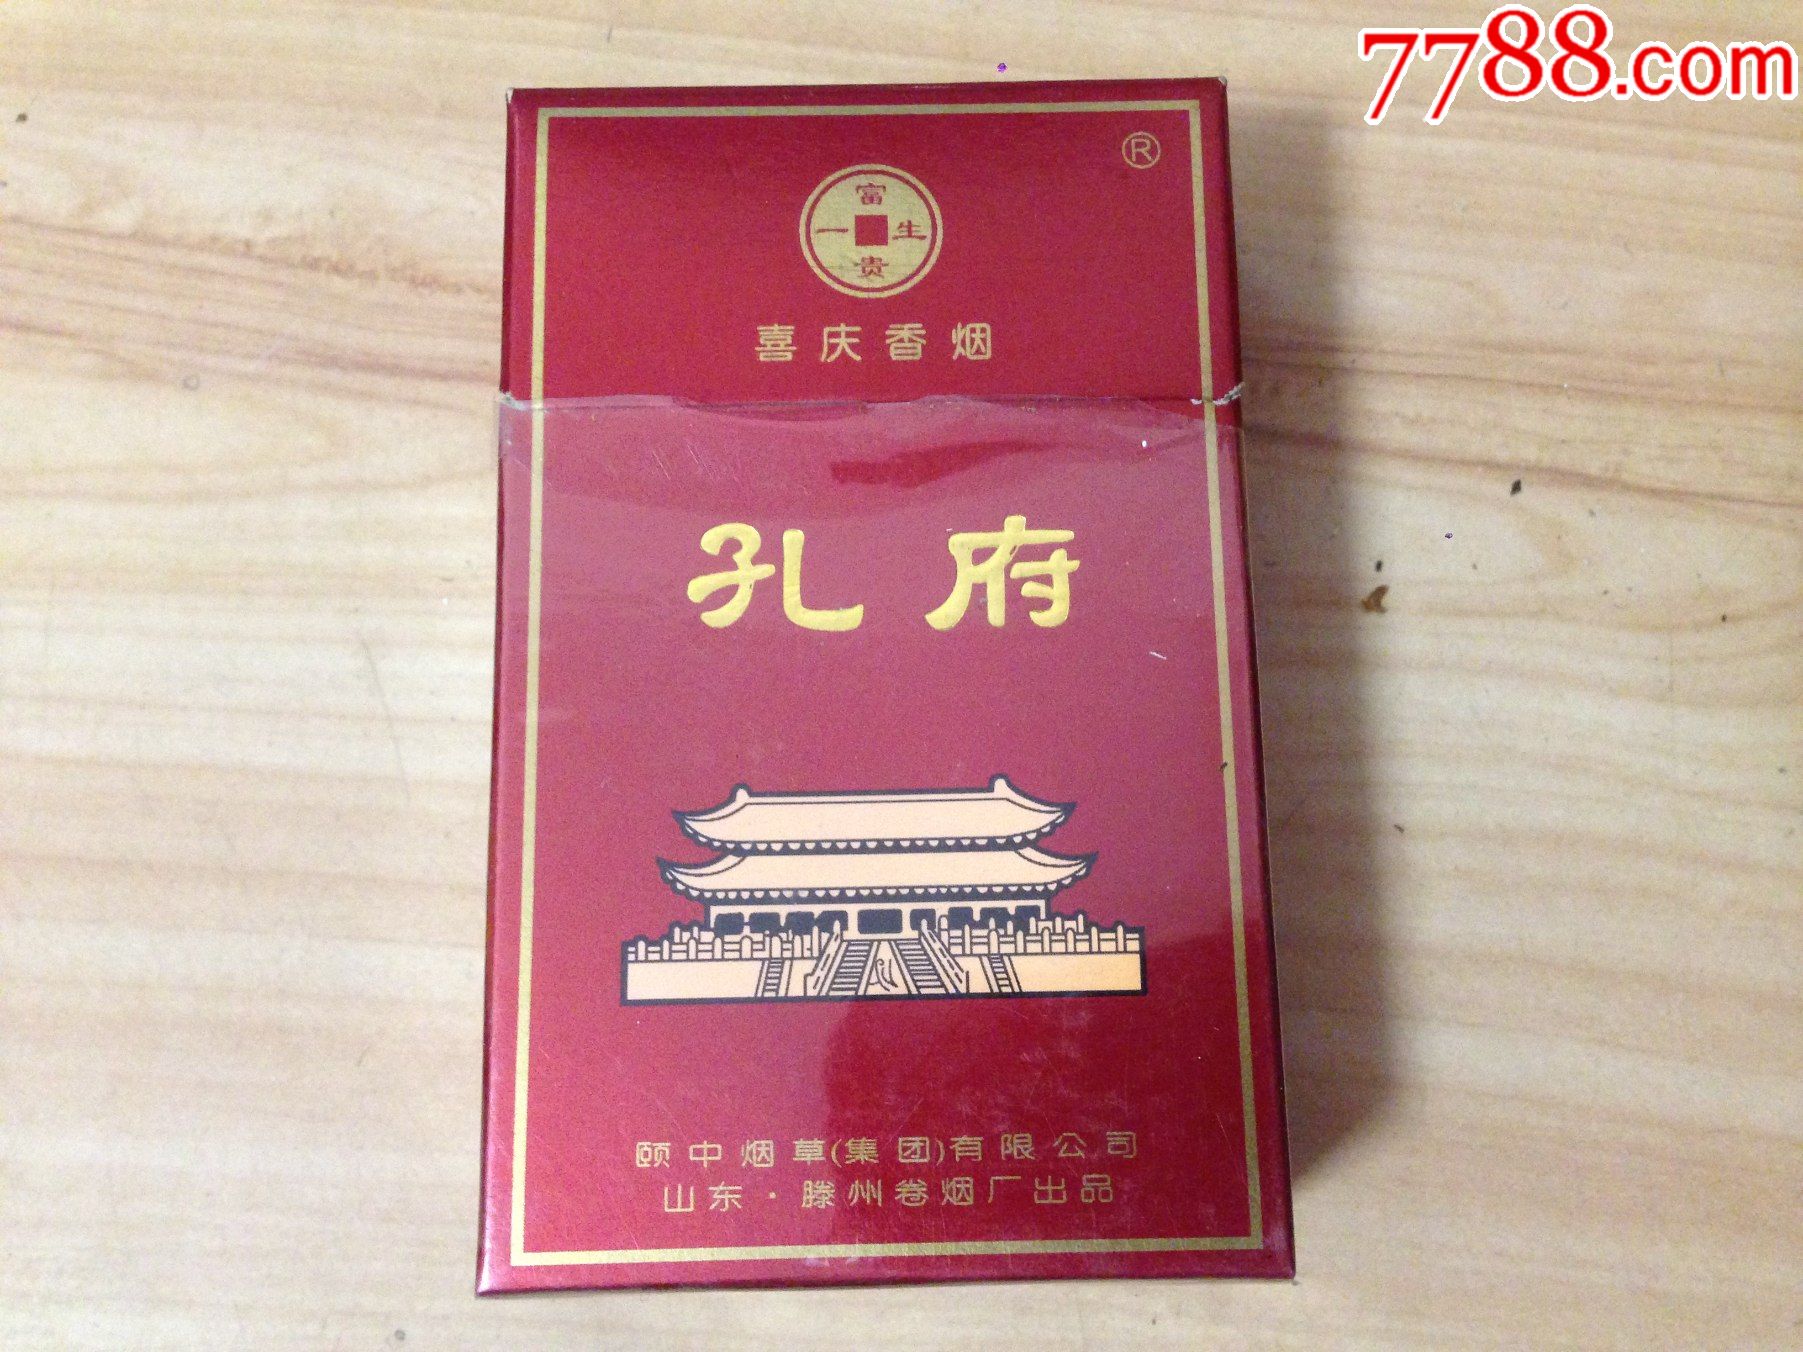 7788.com
®
富
一生
贵
喜庆香烟
孔府
颐中烟草(集团)有限公司
山东·滕州卷烟厂出品